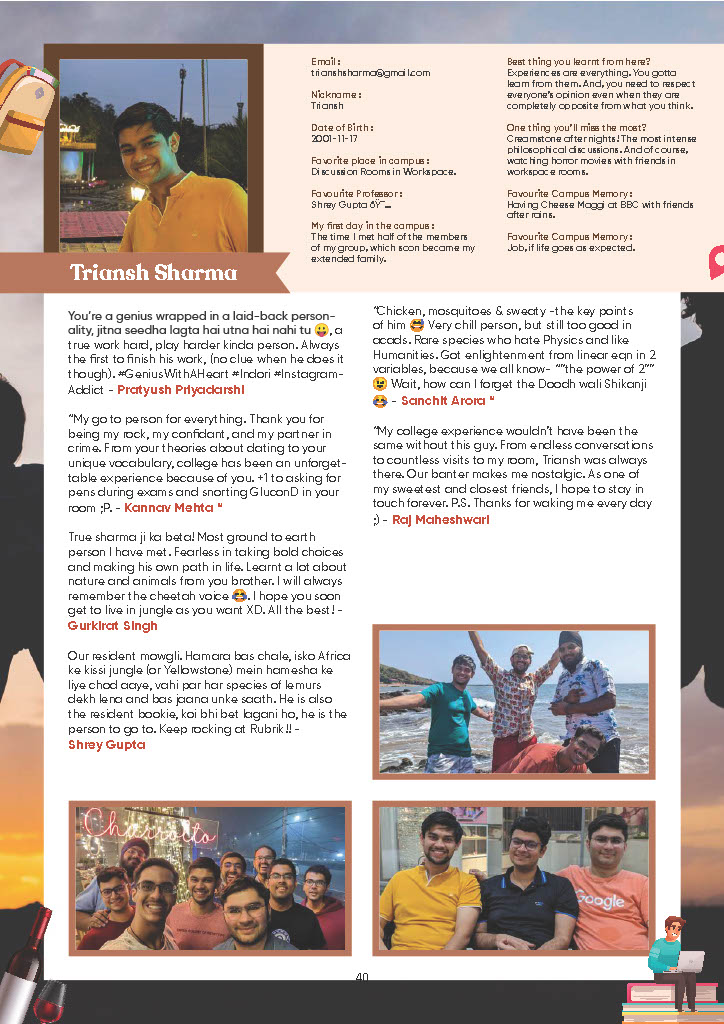 Email :
trianshsharma@gmail.com
Nickname :
Triansh
Date of Birth :
2001-11-17
Favorite place in campus :
Discussion Rooms in Workspace.
Favourite Professor :
Shrey Gupta ðŸ˜…
My first day in the campus :
The time I met half of the members
of my group, which soon became my
extended family.
Best thing you learnt from here?
Experiences are everything. You gotta
learn from them. And, you need to respect
everyone's opinion even when they are
completely opposite from what you think.
One thing you'll miss the most?
Creamstone after nights! The most intense
philosophical discussions. And of course,
watching horror movies with friends in
workspace rooms.
Favourite Campus Memory:
Having Cheese Maggi at BBC with friends
after rains.
Favourite Campus Memory:
Job, if life goes as expected.
Triansh Sharma
You're a genius wrapped in a laid-back person-
ality, jitna seedha lagta hai utna hai nahi tu 😛, a
true work hard, play harder kinda person. Always
the first to finish his work, (no clue when he does it
though). #GeniusWithAHeart #Indori #Instagram-
Addict - Pratyush Priyadarshi
"My go to person for everything. Thank you for
being my rock, my confidant, and my partner in
crime. From your theories about dating to your
unique vocabulary, college has been an unforget-
table experience because of you. +1 to asking for
pens during exams and snorting GluconD in your
room ;P. - Kannav Mehta "
True sharma ji ka beta! Most ground to earth
person I have met. Fearless in taking bold choices
and making his own path in life. Learnt a lot about
nature and animals from you brother. I will always
remember the cheetah voice 😂. I hope you soon
get to live in jungle as you want XD. All the best! -
Gurkirat Singh
Our resident mowgli. Hamara bas chale, isko Africa
ke kissi jungle (or Yellowstone) mein hamesha ke
liye chod aaye, vahi par har species of lemurs
dekh lena and bas jaana unke saath. He is also
the resident bookie, koi bhi bet lagani ho, he is the
person to go to. Keep rocking at Rubrik!! -
Shrey Gupta
"Chicken, mosquitoes & sweaty -the key points
of him 😂 Very chill person, but still too good in
acads. Rare species who hate Physics and like
Humanities. Got enlightenment from linear eqn in 2
variables, because we all know- ""the power of 2""
😉 Wait, how can I forget the Doodh wali Shikanji
😂 - Sanchit Arora "
"My college experience wouldn't have been the
same without this guy. From endless conversations
to countless visits to my room, Triansh was always
there. Our banter makes me nostalgic. As one of
my sweetest and closest friends, I hope to stay in
touch forever. P.S. Thanks for waking me every day
;) - Raj Maheshwari
Google
40